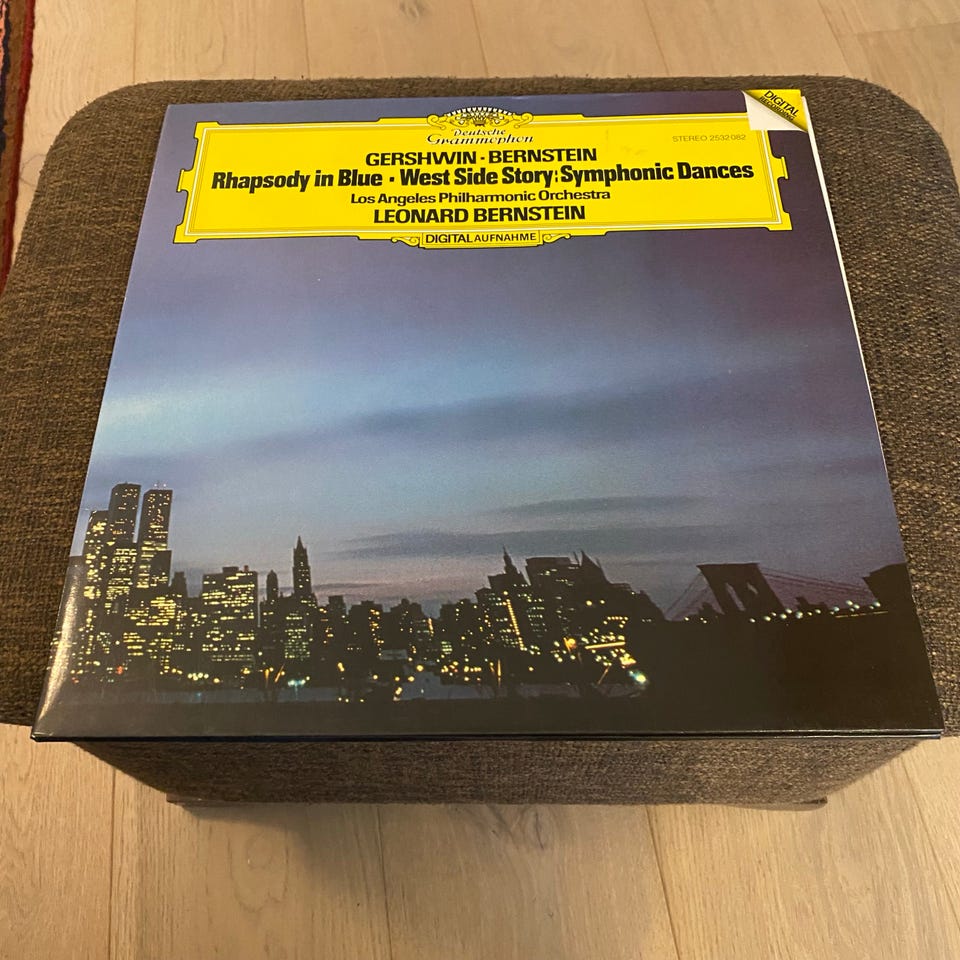 DIGITAL
RECORDING
Deutsche
Grammophon
STEREO 2532 082
GERSHWIN · BERNSTEIN
Rhapsody in Blue · West Side Story: Symphonic Dances
Los Angeles Philharmonic Orchestra
LEONARD BERNSTEIN
DIGITAL AUFNAHME